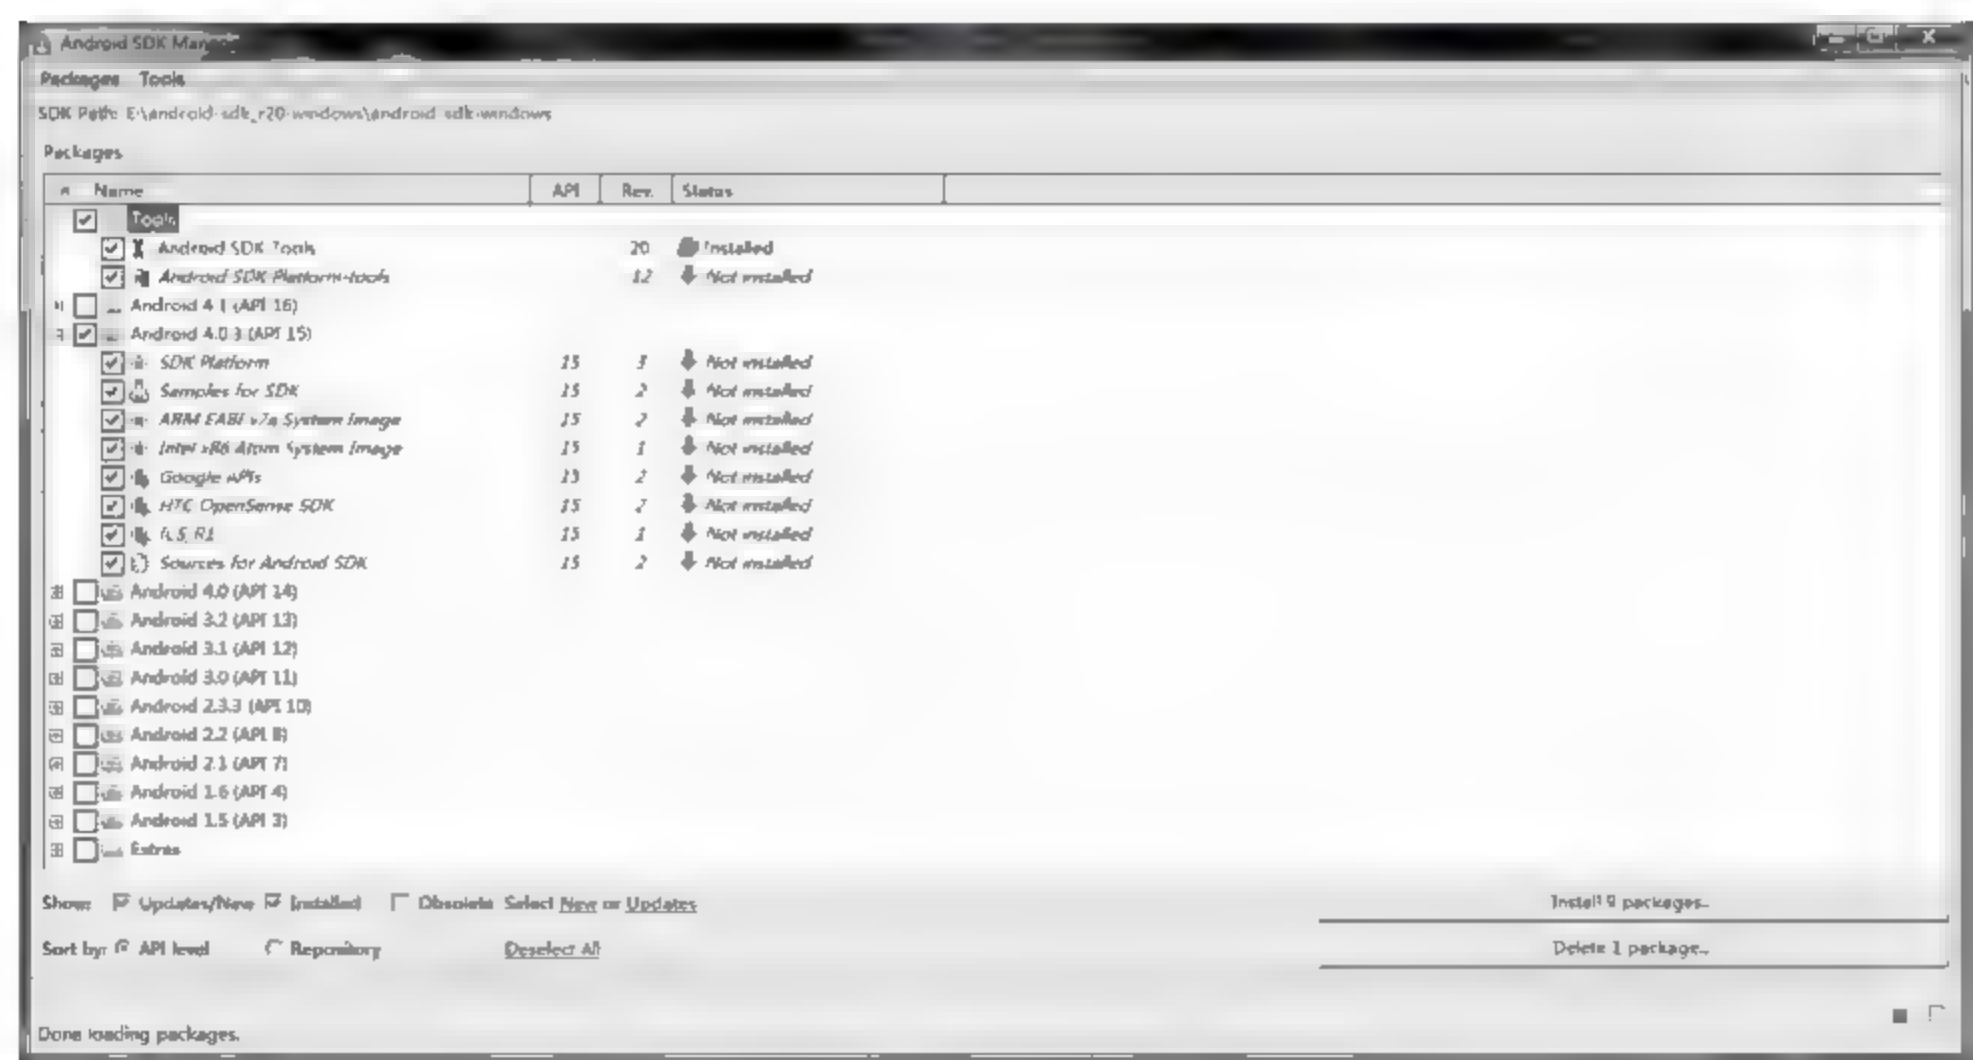 Android SDK Manager
Packages Tools
SDK Path: E:\android-sdk_r20-windows\android-sdk-windows
Packages
Name API Rev. Status
Tools
Android SDK Tools 20 Installed
Android SDK Platform-tools 12 Not installed
Android 4.1 (API 16)
Android 4.0.3 (API 15)
SDK Platform 15 3 Not installed
Samples for SDK 15 2 Not installed
ARM EABI v7a System Image 15 2 Not installed
Intel x86 Atom System Image 15 1 Not installed
Google APIs 15 2 Not installed
HTC OpenSense SDK 15 2 Not installed
15 1 Not installed
Sources for Android SDK 15 2 Not installed
Android 4.0 (API 14)
Android 3.2 (API 13)
Android 3.1 (API 12)
Android 3.0 (API 11)
Android 2.3.3 (API 10)
Android 2.2 (API 8)
Android 2.1 (API 7)
Android 1.6 (API 4)
Android 1.5 (API 3)
Extras
Show: Updates/New Installed Obsolete Select New or Updates
Install 9 packages...
Sort by: API level Repository Deselect All
Delete 1 package...
Done loading packages.